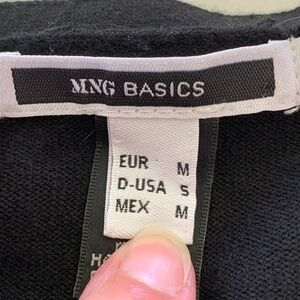 MNG BASICS
EUR M
D-USA S
MEX M